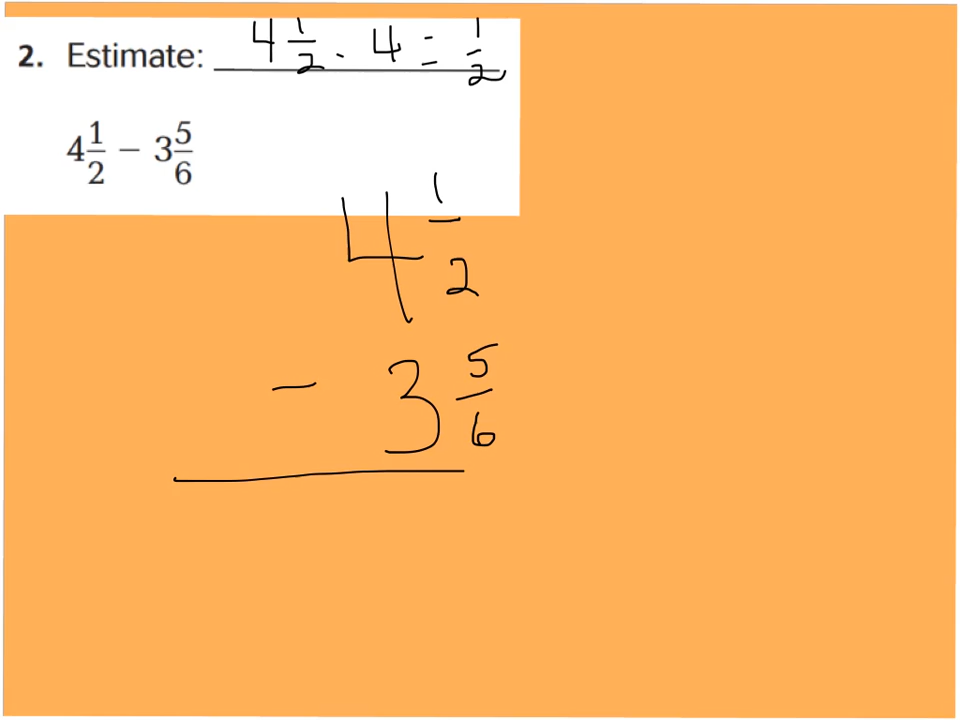 2. Estimate: 4 1/2 - 4 = 1/2
4 1/2 − 3 5/6
4 1/2
- 3 5/6